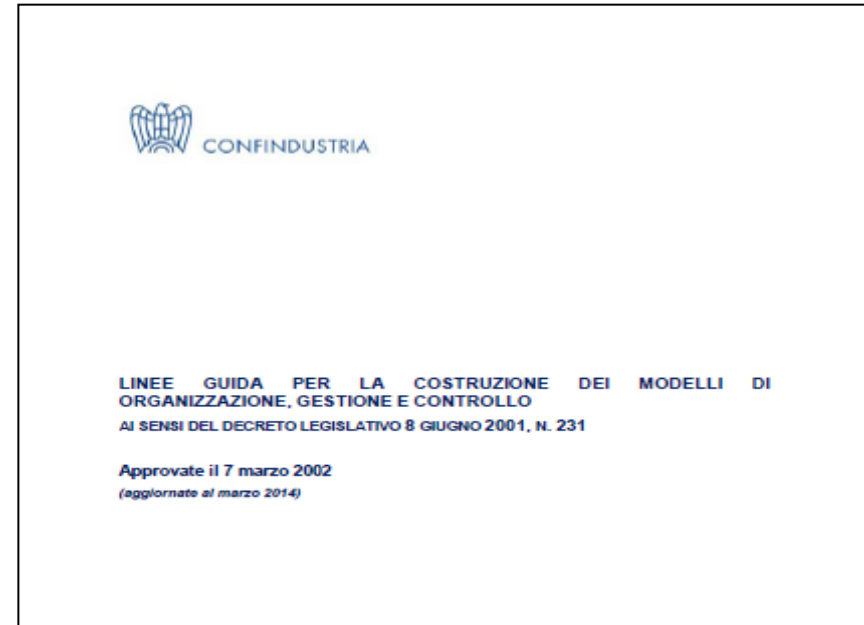 CONFINDUSTRIA
LINEE GUIDA PER LA COSTRUZIONE DEI MODELLI DI
ORGANIZZAZIONE, GESTIONE E CONTROLLO
AI SENSI DEL DECRETO LEGISLATIVO 8 GIUGNO 2001, N. 231
Approvate il 7 marzo 2002
(aggiornate al marzo 2014)